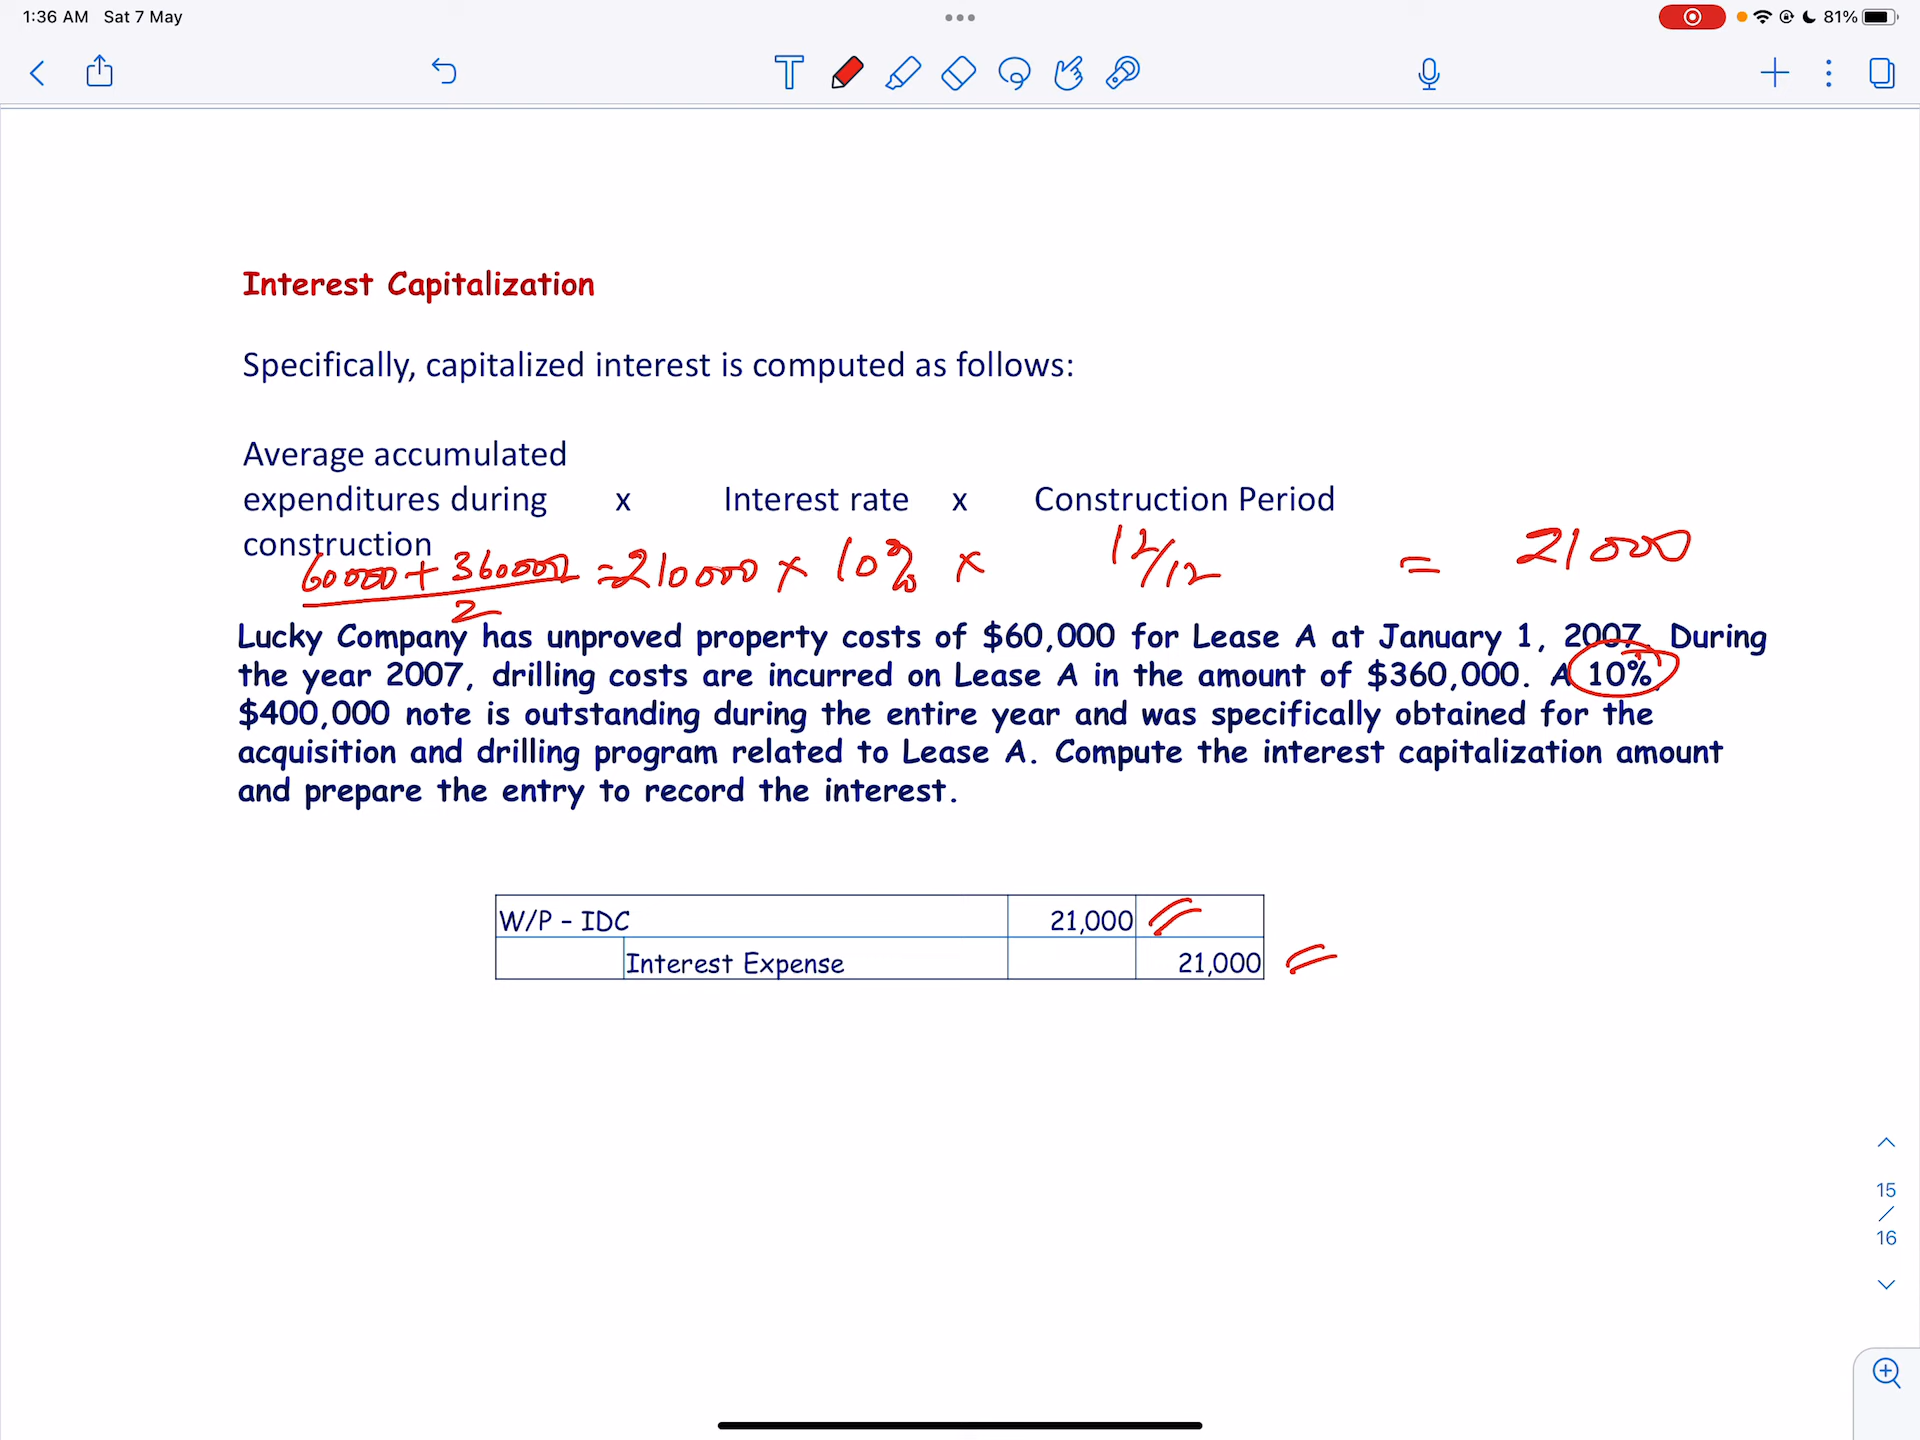 1:36 AM Sat 7 May
81%
T
Interest Capitalization
Specifically, capitalized interest is computed as follows:
Average accumulated
expenditures during x Interest rate x Construction Period
construction
60000 + 360000 = 210000 x 10% x 12/12 = 21000
2
Lucky Company has unproved property costs of $60,000 for Lease A at January 1, 2007. During
the year 2007, drilling costs are incurred on Lease A in the amount of $360,000. A 10%,
$400,000 note is outstanding during the entire year and was specifically obtained for the
acquisition and drilling program related to Lease A. Compute the interest capitalization amount
and prepare the entry to record the interest.
W/P - IDC 21,000
Interest Expense 21,000
15
/
16